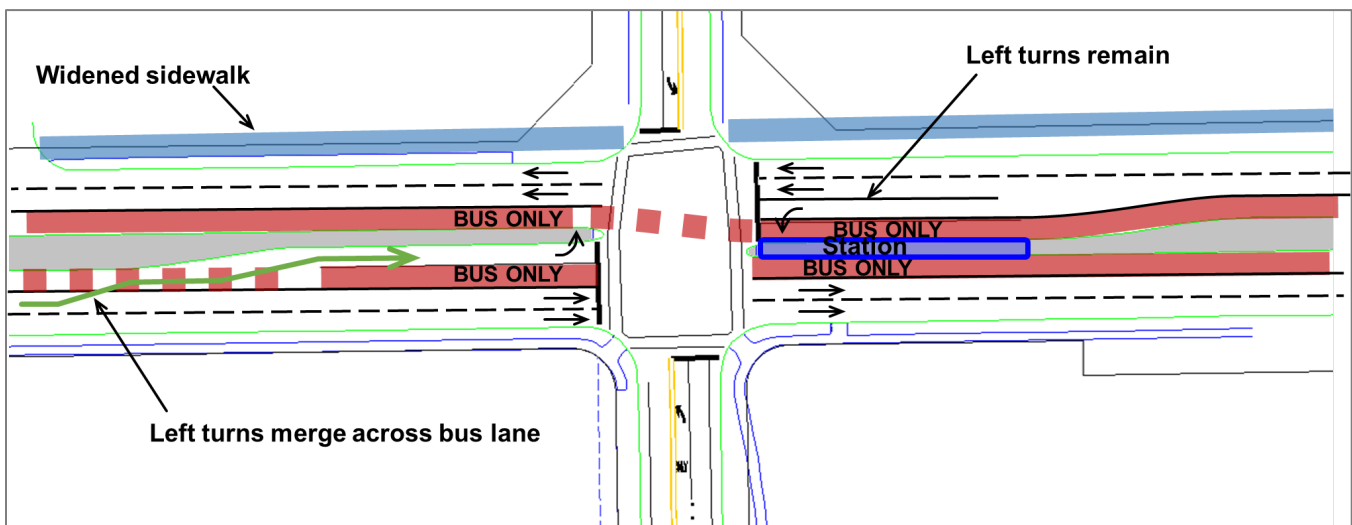 Left turns remain
Widened sidewalk
BUS ONLY
BUS ONLY
Station
BUS ONLY
BUS ONLY
Left turns merge across bus lane